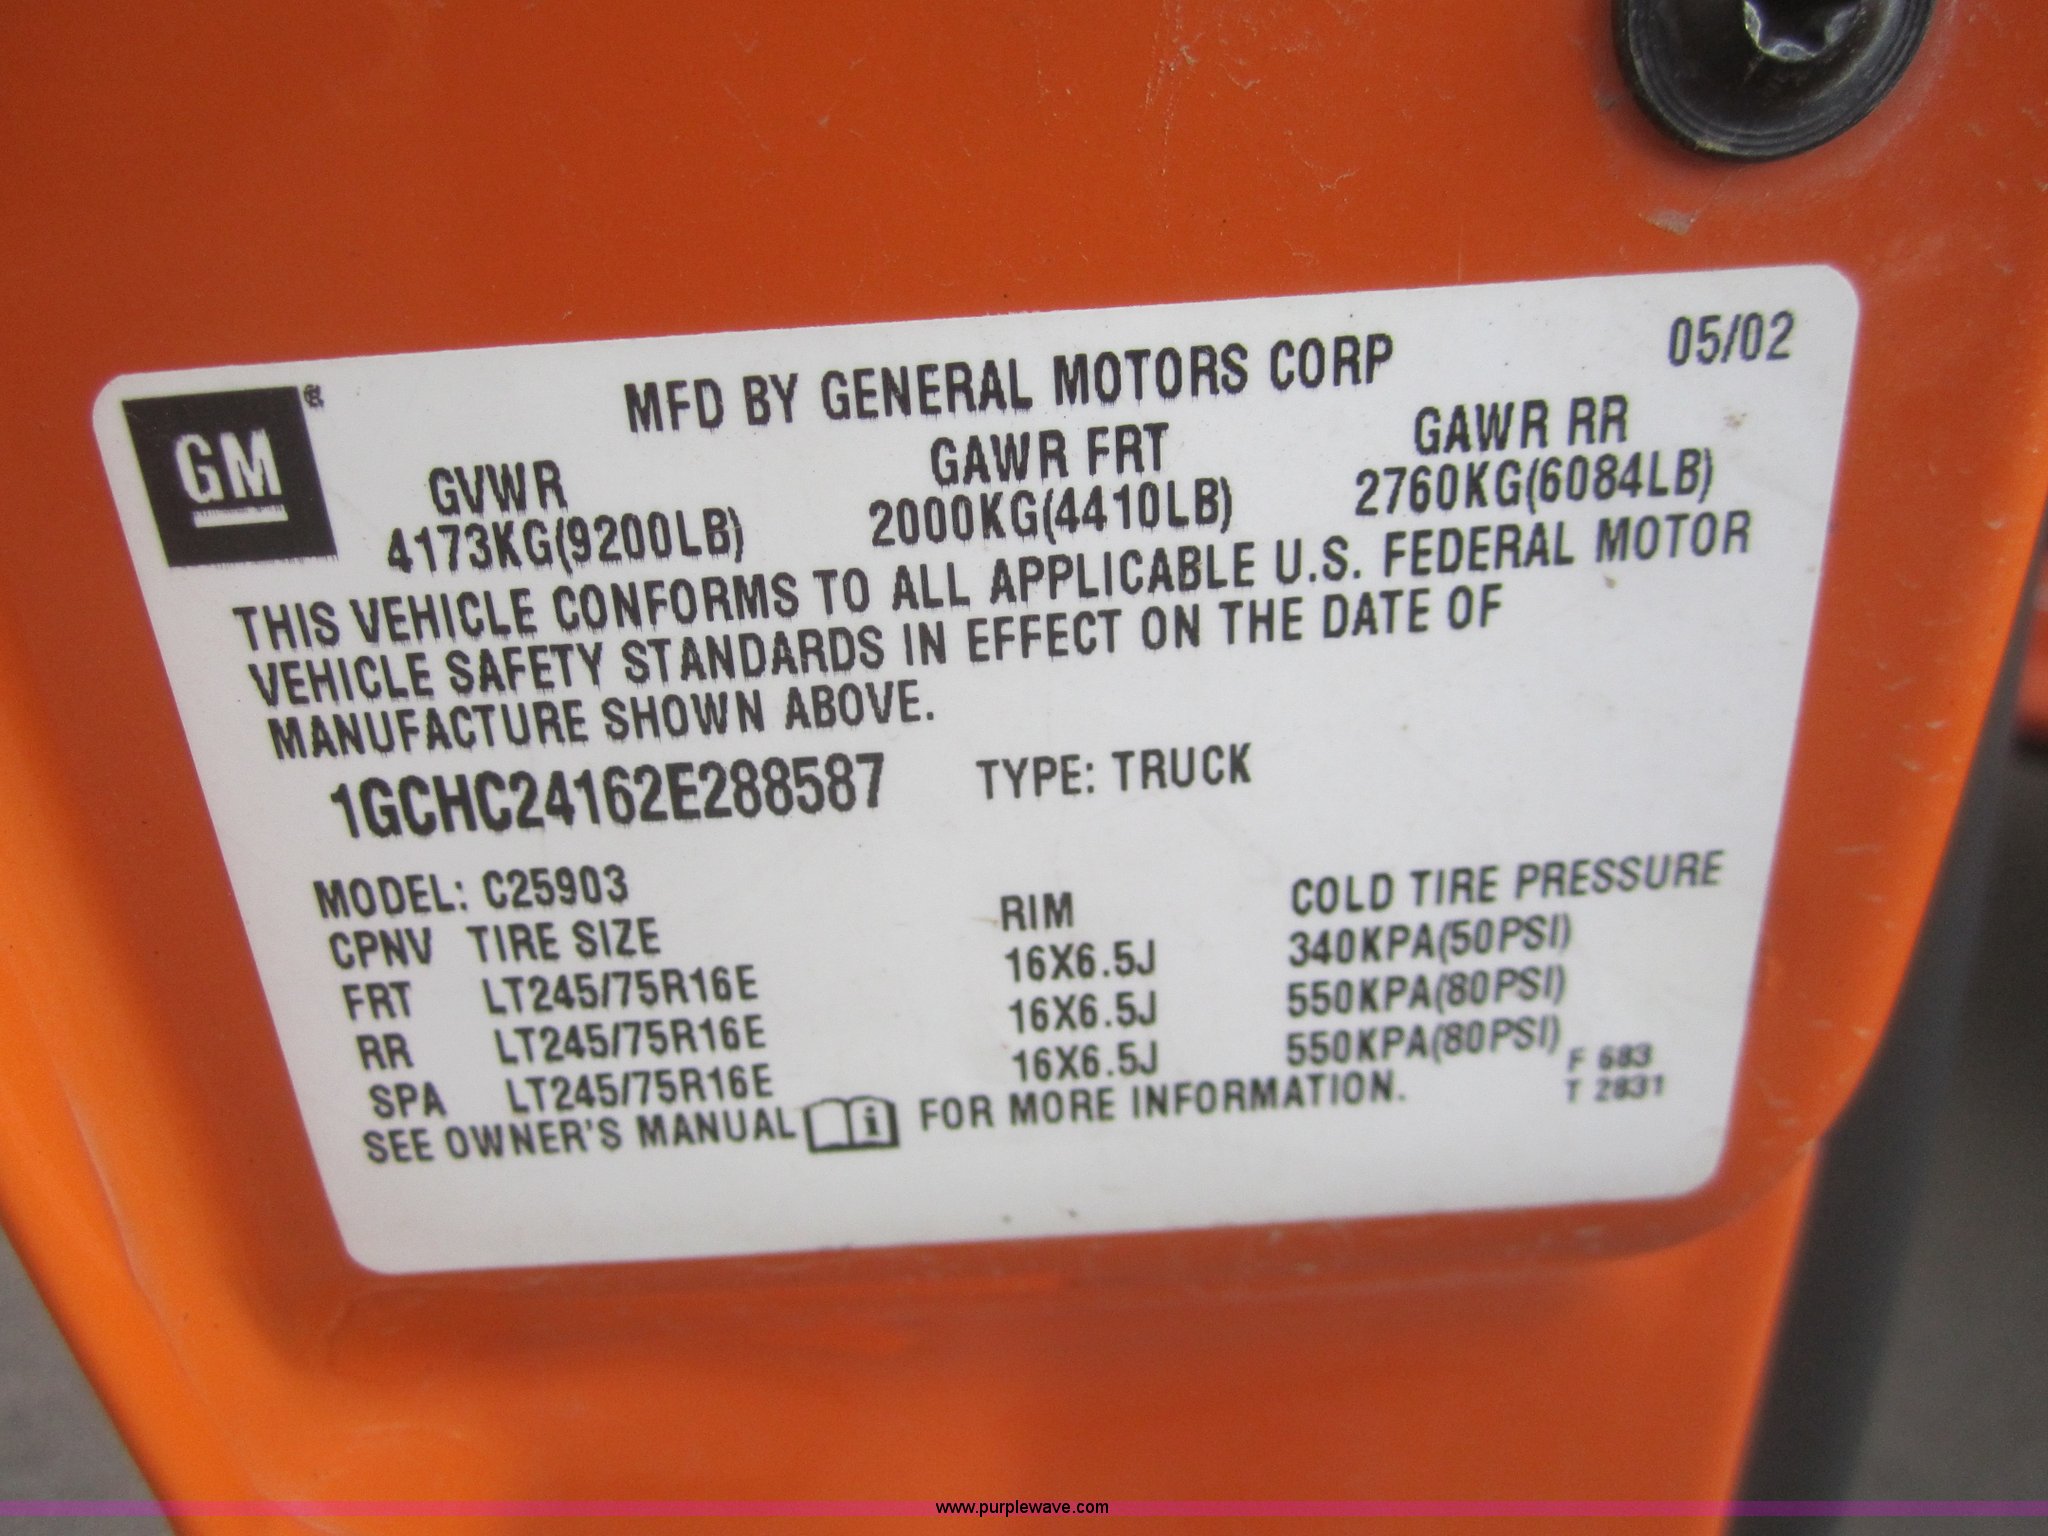 05/02
MFD BY GENERAL MOTORS CORP
GM®
GVWR GAWR FRT GAWR RR
4173KG(9200LB) 2000KG(4410LB) 2760KG(6084LB)
THIS VEHICLE CONFORMS TO ALL APPLICABLE U.S. FEDERAL MOTOR
VEHICLE SAFETY STANDARDS IN EFFECT ON THE DATE OF
MANUFACTURE SHOWN ABOVE.
1GCHC24162E288587 TYPE: TRUCK
MODEL: C25903
CPNV TIRE SIZE RIM COLD TIRE PRESSURE
FRT LT245/75R16E 16X6.5J 340KPA(50PSI)
RR LT245/75R16E 16X6.5J 550KPA(80PSI)
SPA LT245/75R16E 16X6.5J 550KPA(80PSI)
SEE OWNER'S MANUAL i FOR MORE INFORMATION.
F 683
T 2831
www.purplewave.com